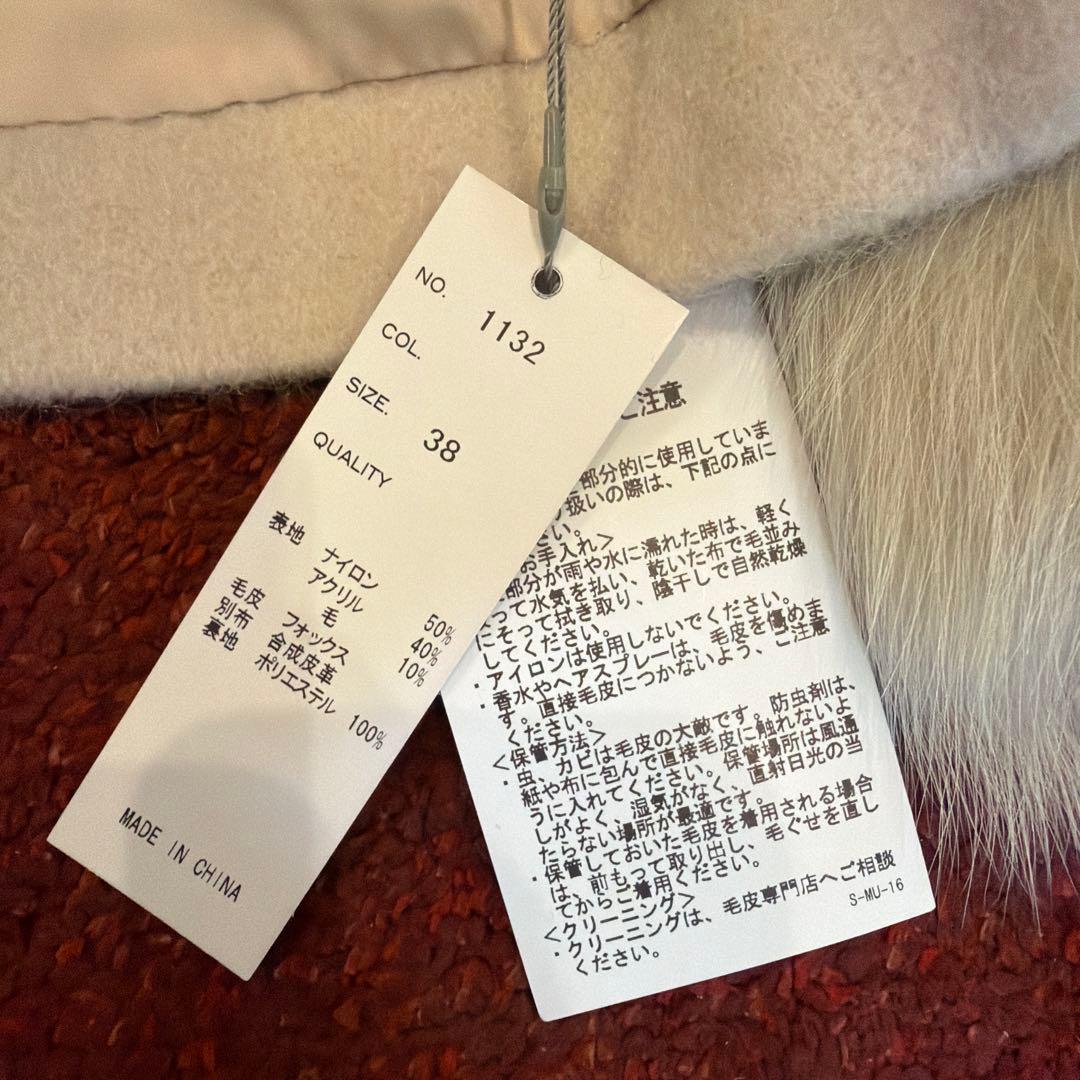 NO. 1132
COL.
SIZE. 38
QUALITY
表地 ナイロン 50%
アクリル 40%
毛 10%
毛皮 フォックス
別布 合成皮革
裏地 ポリエステル 100%
MADE IN CHINA
ご注意
部分的に使用していま
扱いの際は、下記の点に
さい。
お手入れ>
部分が雨や水に濡れた時は、軽く
って水気を払い、乾いた布で毛並み
にそって拭き取り、陰干しで自然乾燥
してください。
・アイロンは使用しないでください。
・香水やヘアスプレーは、毛皮を傷めま
す。直接毛皮につかないよう、ご注意
ください。
<保管方法>
・虫、カビは毛皮の大敵です。防虫剤は、
紙や布に包んで直接毛皮に触れないよ
うに入れてください。保管場所は風通
しがよく、湿気がなく、直射日光の当
たらない場所が最適です。
・保管しておいた毛皮を着用される場合
は、前もって取り出し、毛ぐせを直し
てからご着用ください。
<クリーニング>
・クリーニングは、毛皮専門店へご相談
ください。
S-MU-16